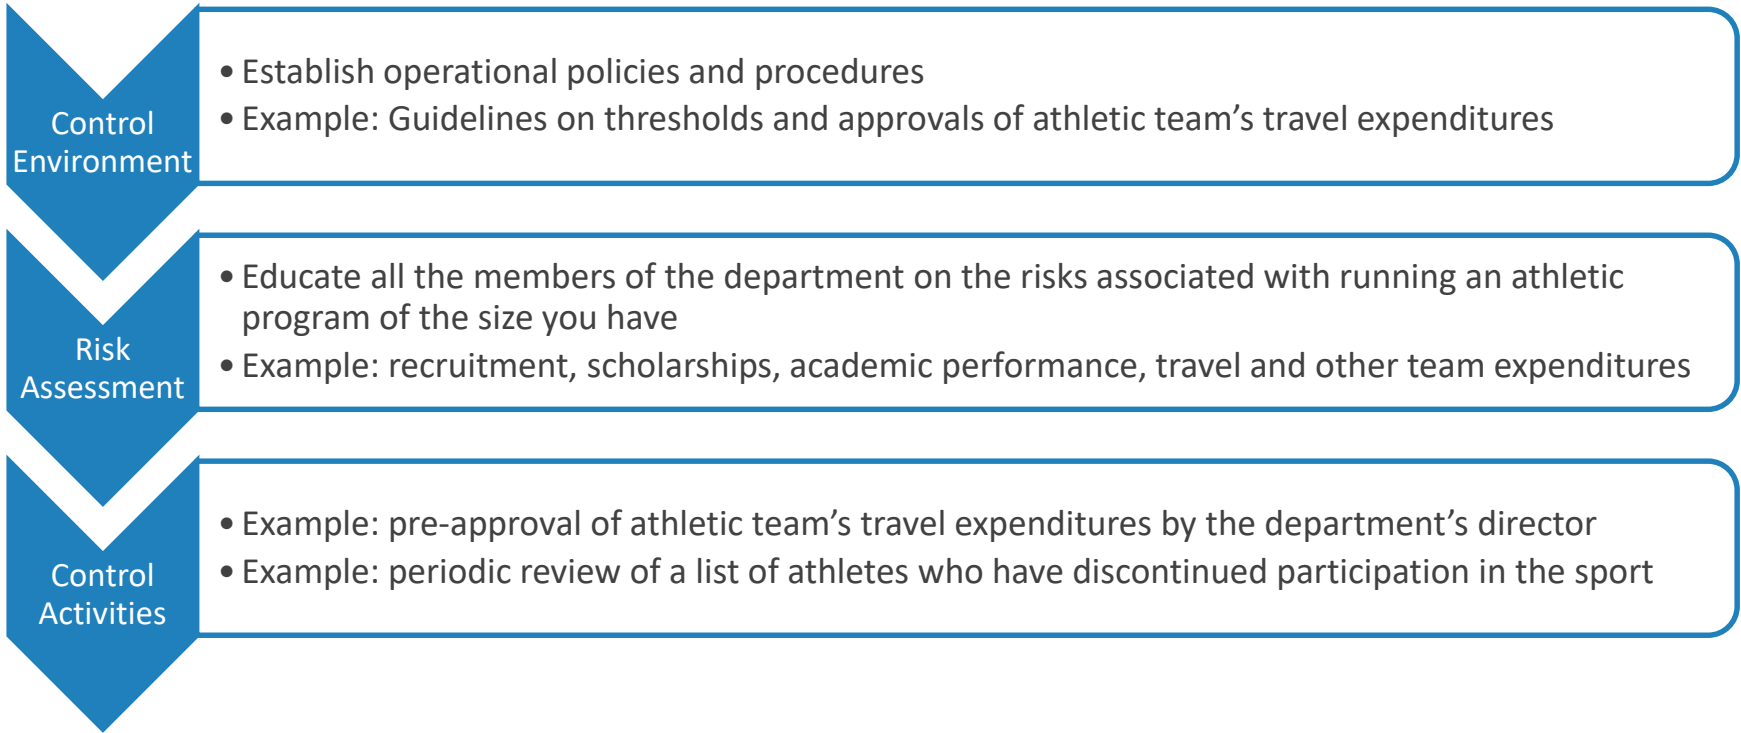 Control
Environment
• Establish operational policies and procedures
• Example: Guidelines on thresholds and approvals of athletic team’s travel expenditures
Risk
Assessment
• Educate all the members of the department on the risks associated with running an athletic
program of the size you have
• Example: recruitment, scholarships, academic performance, travel and other team expenditures
Control
Activities
• Example: pre-approval of athletic team’s travel expenditures by the department’s director
• Example: periodic review of a list of athletes who have discontinued participation in the sport